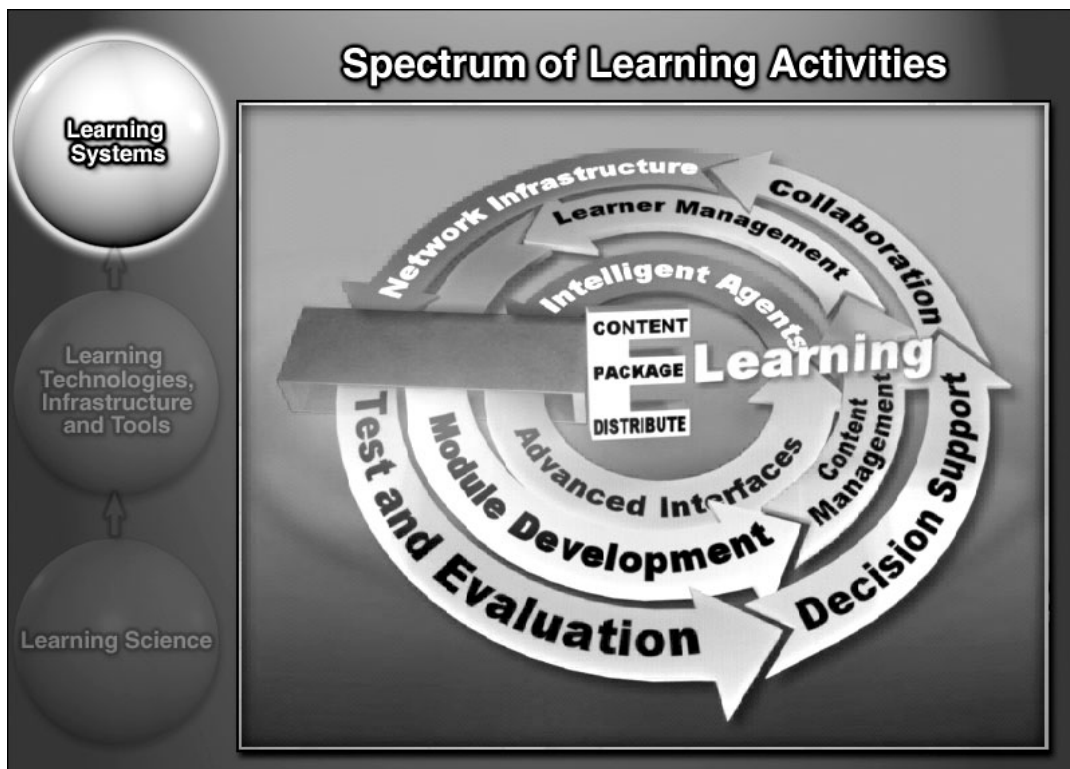 Spectrum of Learning Activities
Learning
Systems
Learning
Technologies,
Infrastructure
and Tools
Learning Science
Network Infrastructure
Collaboration
Learner Management
Intelligent Agents
CONTENT
PACKAGE
DISTRIBUTE
E Learning
Content
Management
Advanced Interfaces
Module Development
Test and Evaluation
Decision Support